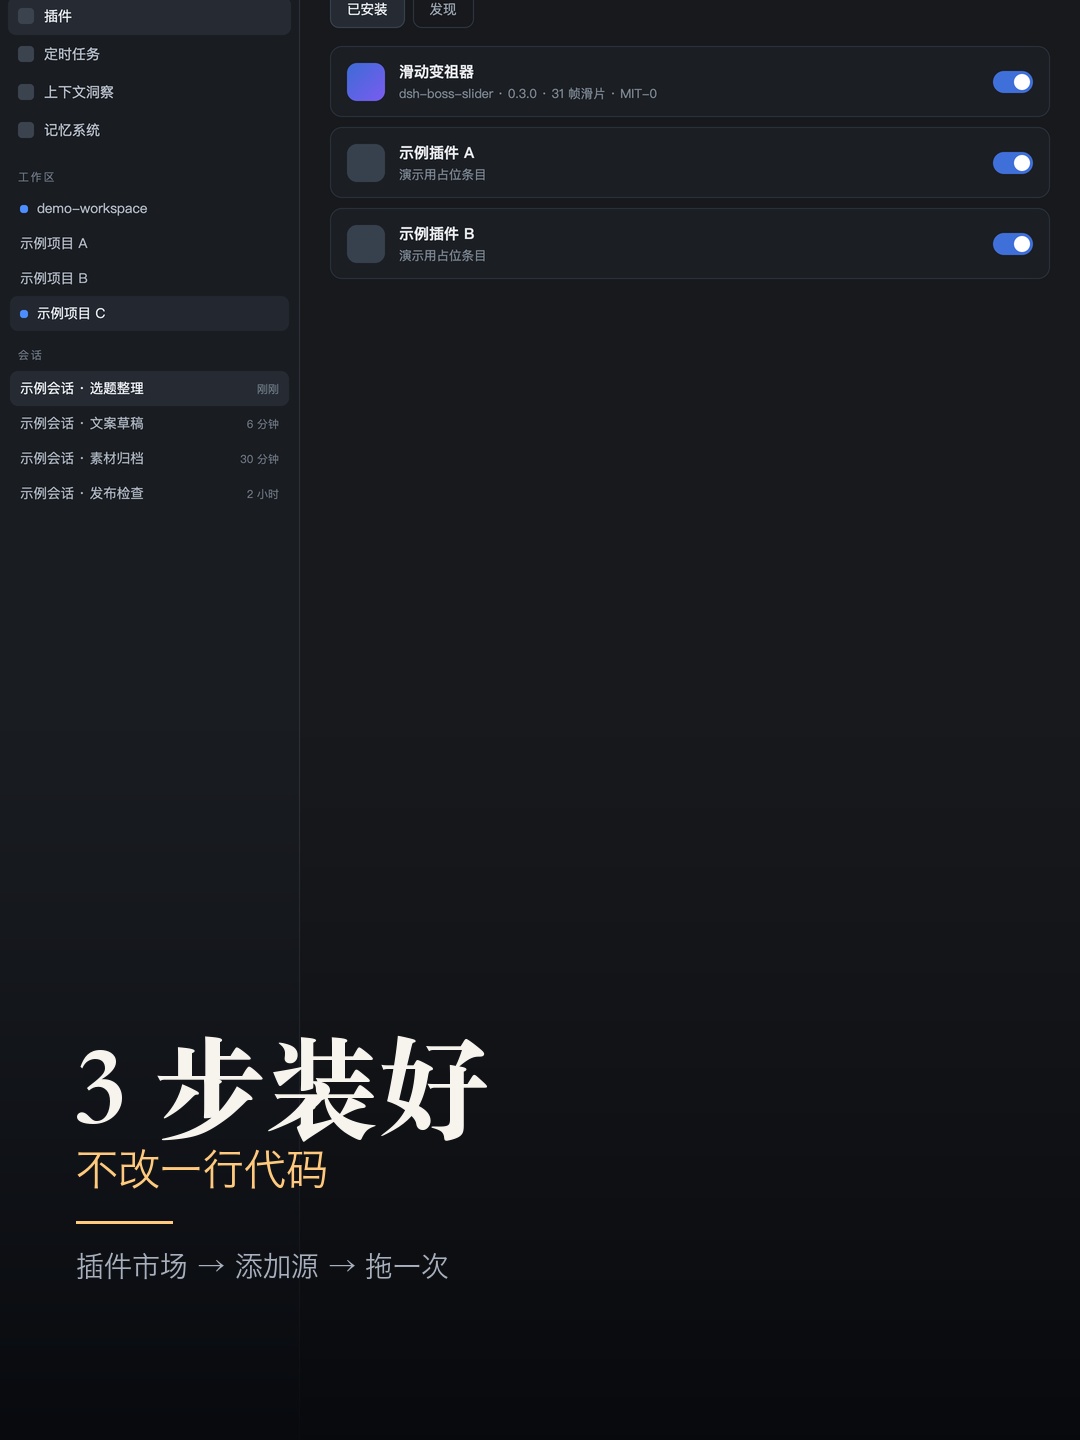 插件
定时任务
上下文洞察
记忆系统
工作区
demo-workspace
示例项目 A
示例项目 B
示例项目 C
会话
示例会话 · 选题整理 刚刚
示例会话 · 文案草稿 6 分钟
示例会话 · 素材归档 30 分钟
示例会话 · 发布检查 2 小时
已安装 发现
滑动变祖器
dsh-boss-slider · 0.3.0 · 31 帧滑片 · MIT-0
示例插件 A
演示用占位条目
示例插件 B
演示用占位条目
3 步装好
不改一行代码
插件市场 → 添加源 → 拖一次